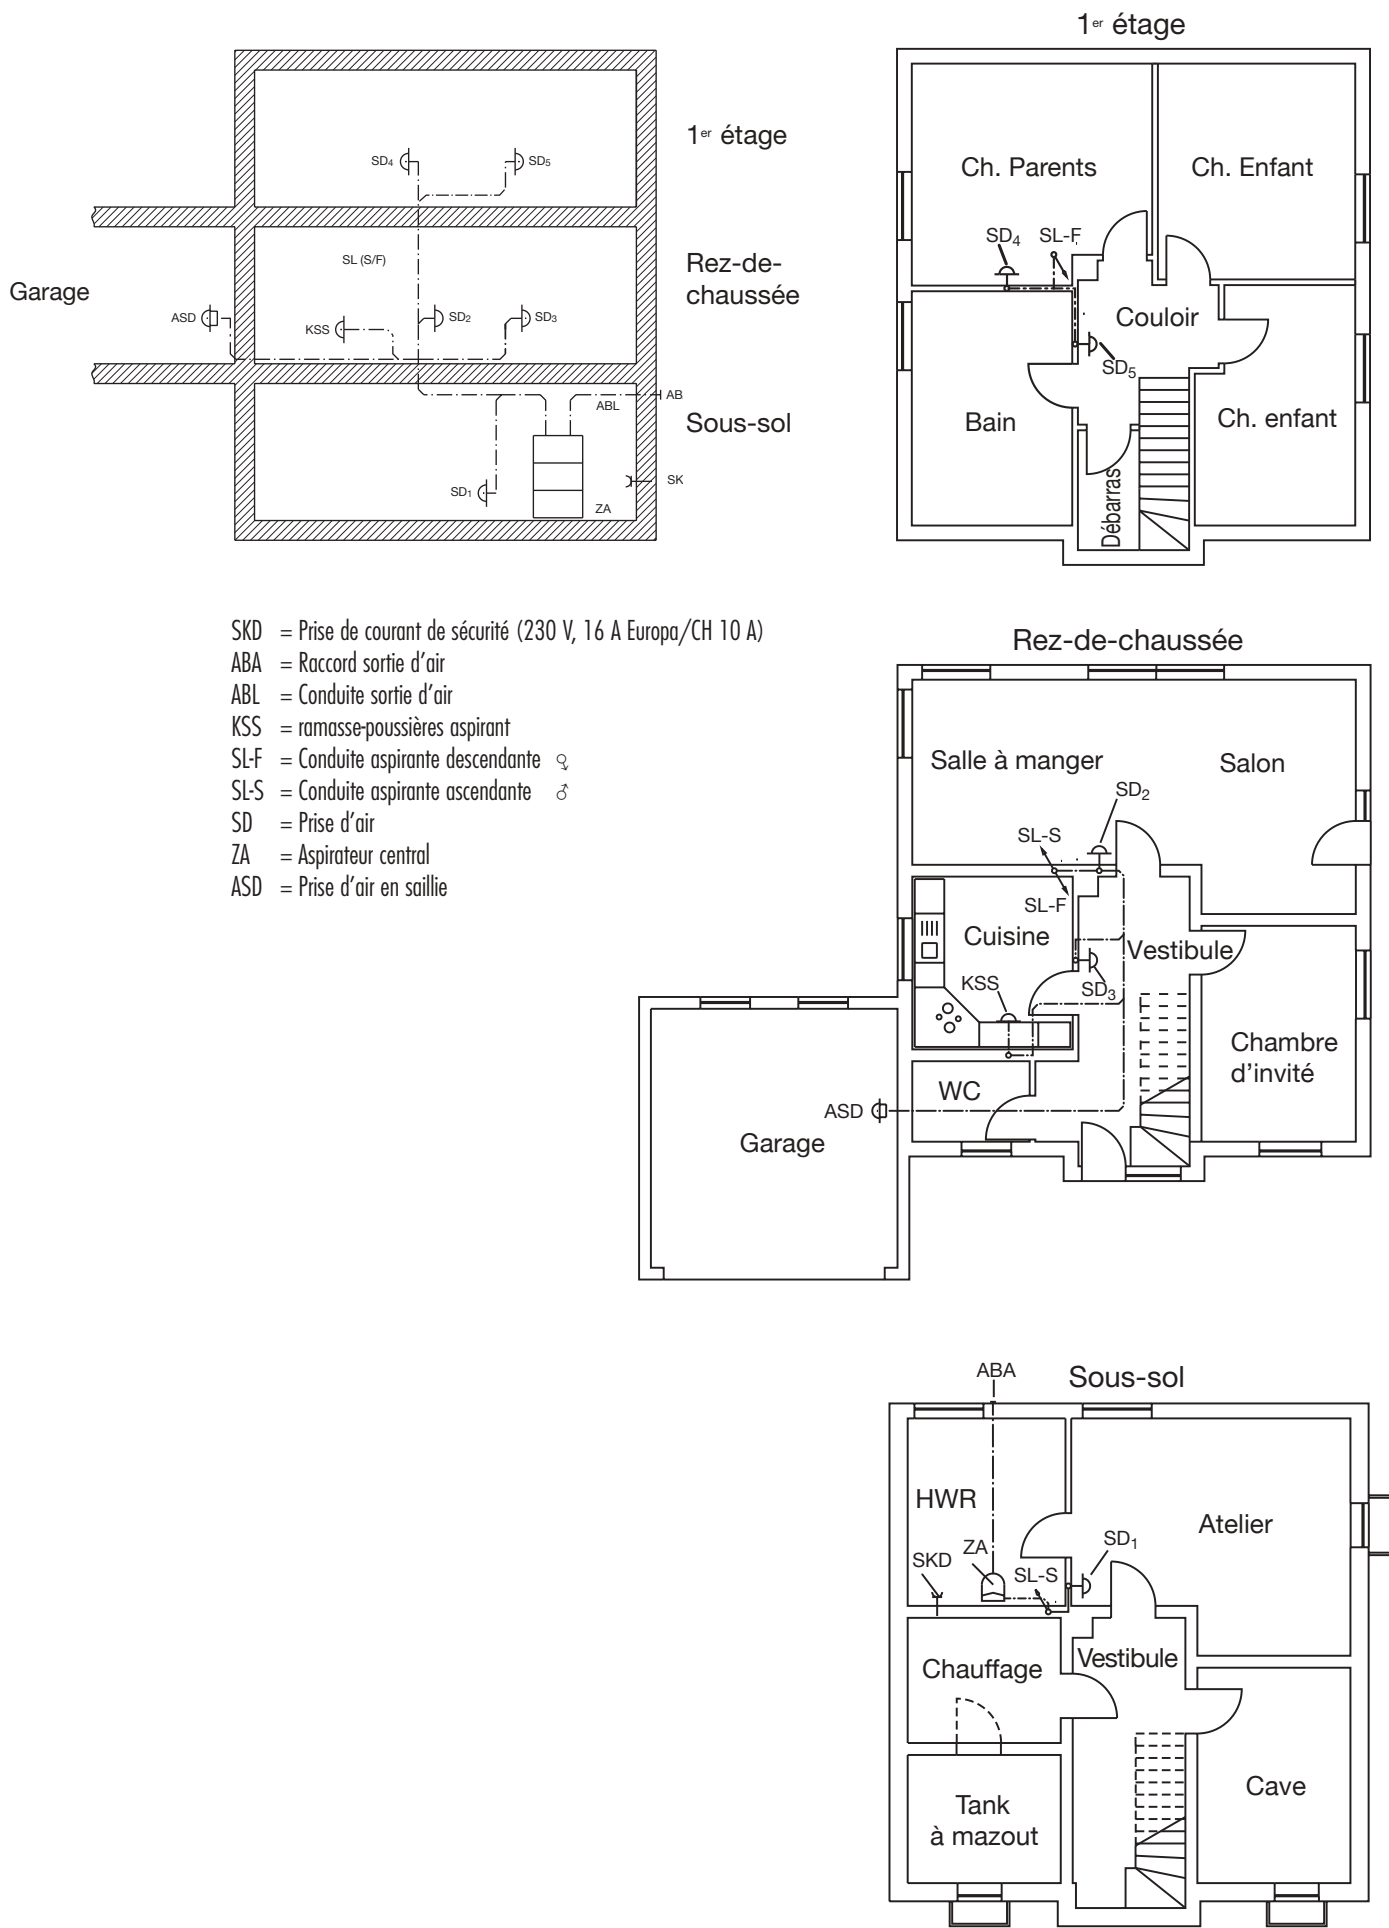 1er étage
SD4
SD5
Garage
SL (S/F)
Rez-de-
chaussée
ASD
KSS
SD2
SD3
ABL
AB
Sous-sol
SD1
SK
ZA
1er étage
Ch. Parents
Ch. Enfant
SD4
SL-F
Couloir
SD5
Bain
Ch. enfant
Débarras
SKD = Prise de courant de sécurité (230 V, 16 A Europa/CH 10 A)
ABA = Raccord sortie d'air
ABL = Conduite sortie d'air
KSS = ramasse-poussières aspirant
SL-F = Conduite aspirante descendante ♀
SL-S = Conduite aspirante ascendante ♂
SD = Prise d'air
ZA = Aspirateur central
ASD = Prise d'air en saillie
Rez-de-chaussée
Salle à manger
Salon
SD2
SL-S
SL-F
Cuisine
Vestibule
KSS
SD3
Chambre
d'invité
WC
ASD
Garage
ABA
Sous-sol
HWR
Atelier
SD1
ZA
SKD
SL-S
Vestibule
Chauffage
Cave
Tank
à mazout